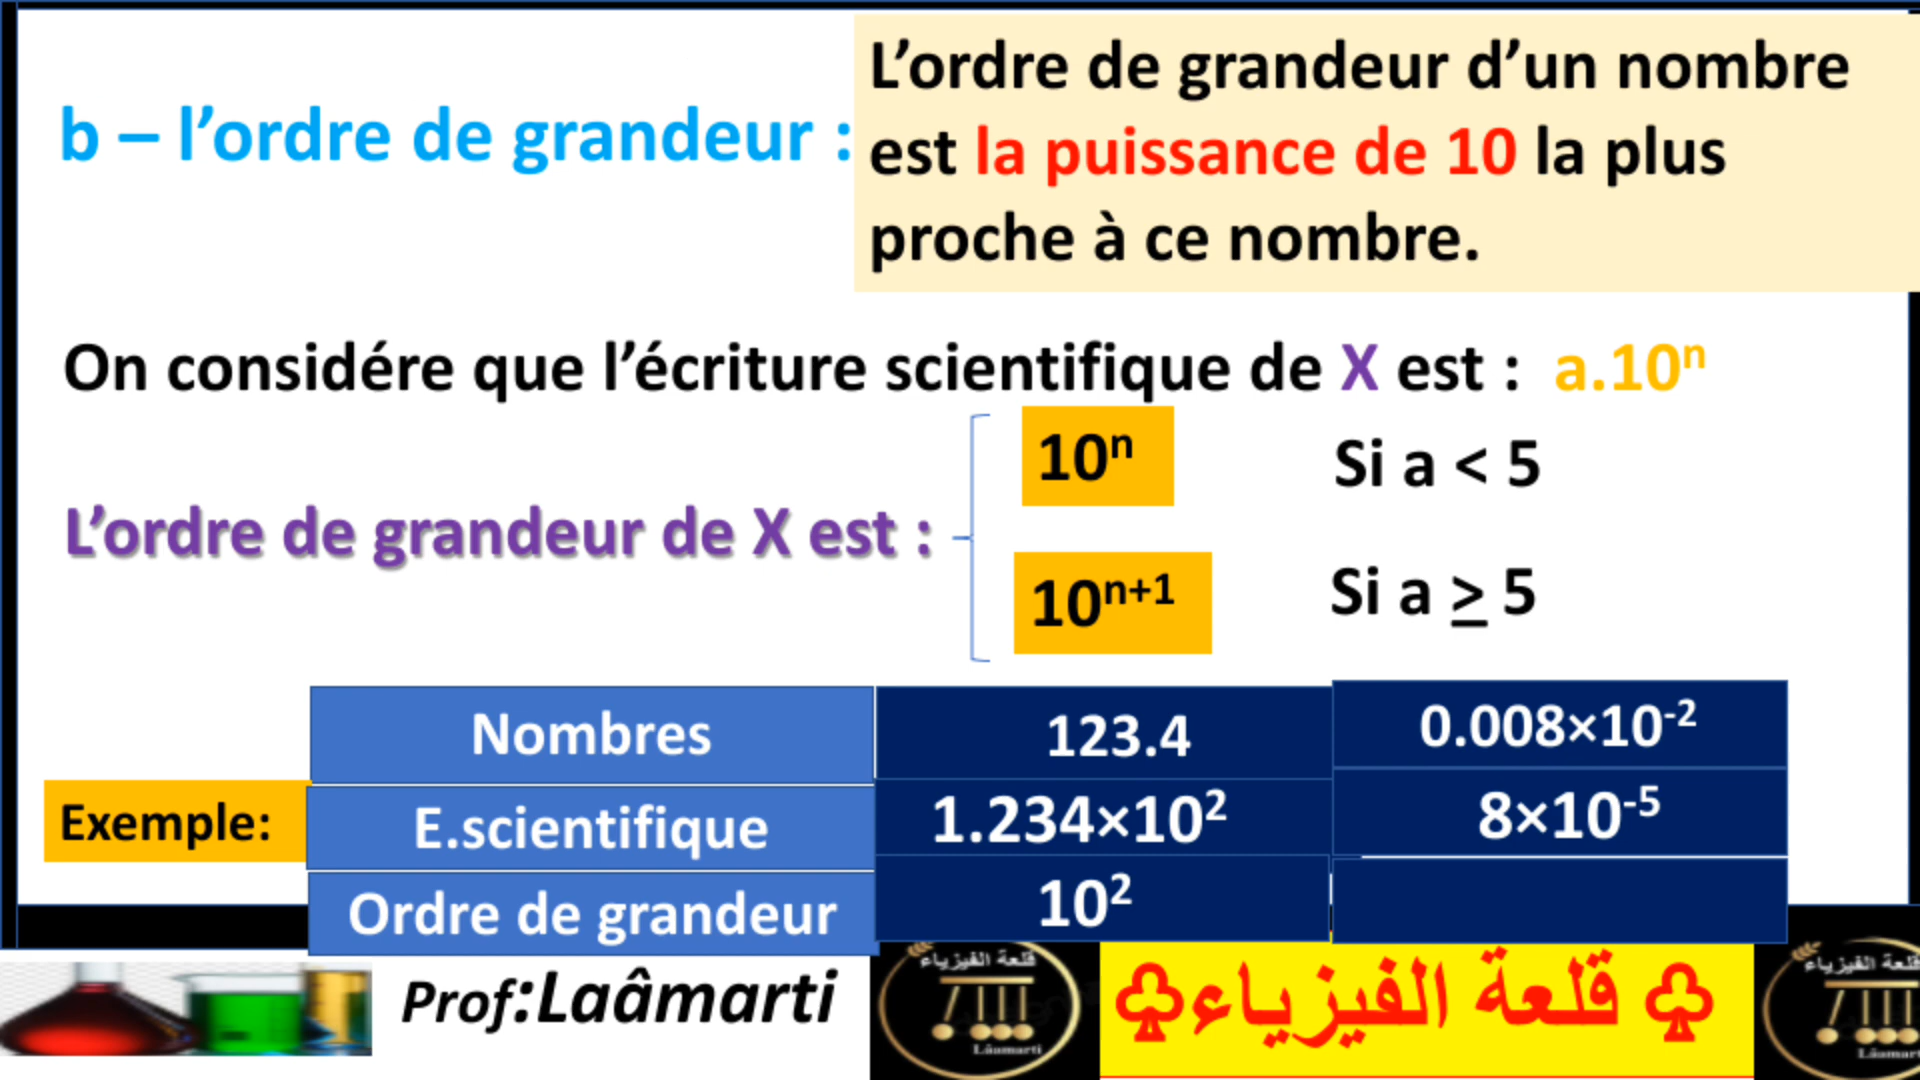 b – l’ordre de grandeur :
L’ordre de grandeur d’un nombre
est la puissance de 10 la plus
proche à ce nombre.
On considére que l’écriture scientifique de X est : a.10ⁿ
L’ordre de grandeur de X est :
10ⁿ Si a < 5
10ⁿ⁺¹ Si a ≥ 5
Exemple:
Nombres 123.4 0.008×10⁻²
E.scientifique 1.234×10² 8×10⁻⁵
Ordre de grandeur 10²
Prof:Laâmarti
قلعة الفيزياء
Lâamarti
♧ قلعة الفيزياء ♧
قلعة الفيزياء
Lâamarti